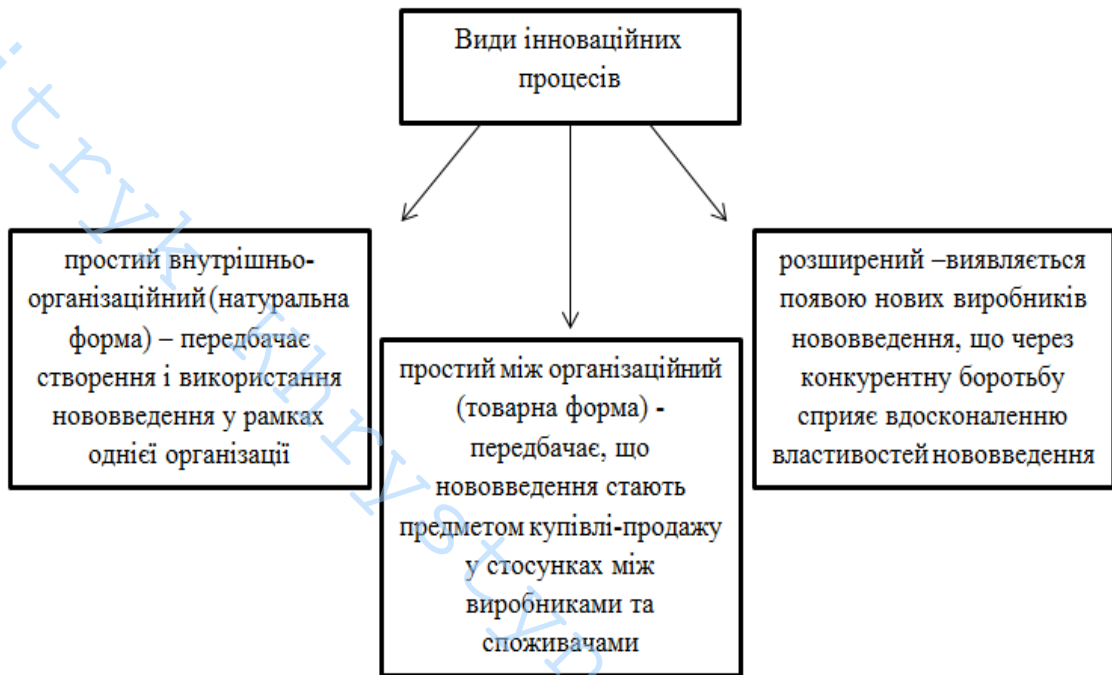 Види інноваційних
процесів
простий внутрішньо-
організаційний (натуральна
форма) – передбачає
створення і використання
нововведення у рамках
однієї організації
простий між організаційний
(товарна форма) -
передбачає, що
нововведення стають
предметом купівлі-продажу
у стосунках між
виробниками та
споживачами
розширений –виявляється
появою нових виробників
нововведення, що через
конкурентну боротьбу
сприяє вдосконаленню
властивостей нововведення
itryk khrystyn